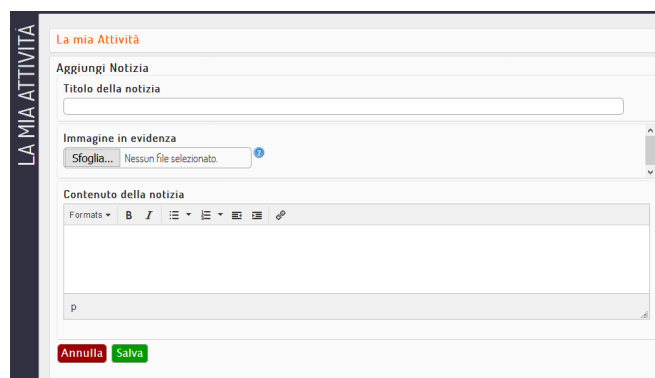 LA MIA ATTIVITÀ
La mia Attività
Aggiungi Notizia
Titolo della notizia
Immagine in evidenza
Sfoglia... Nessun file selezionato.
Contenuto della notizia
Formats B I
p
Annulla Salva